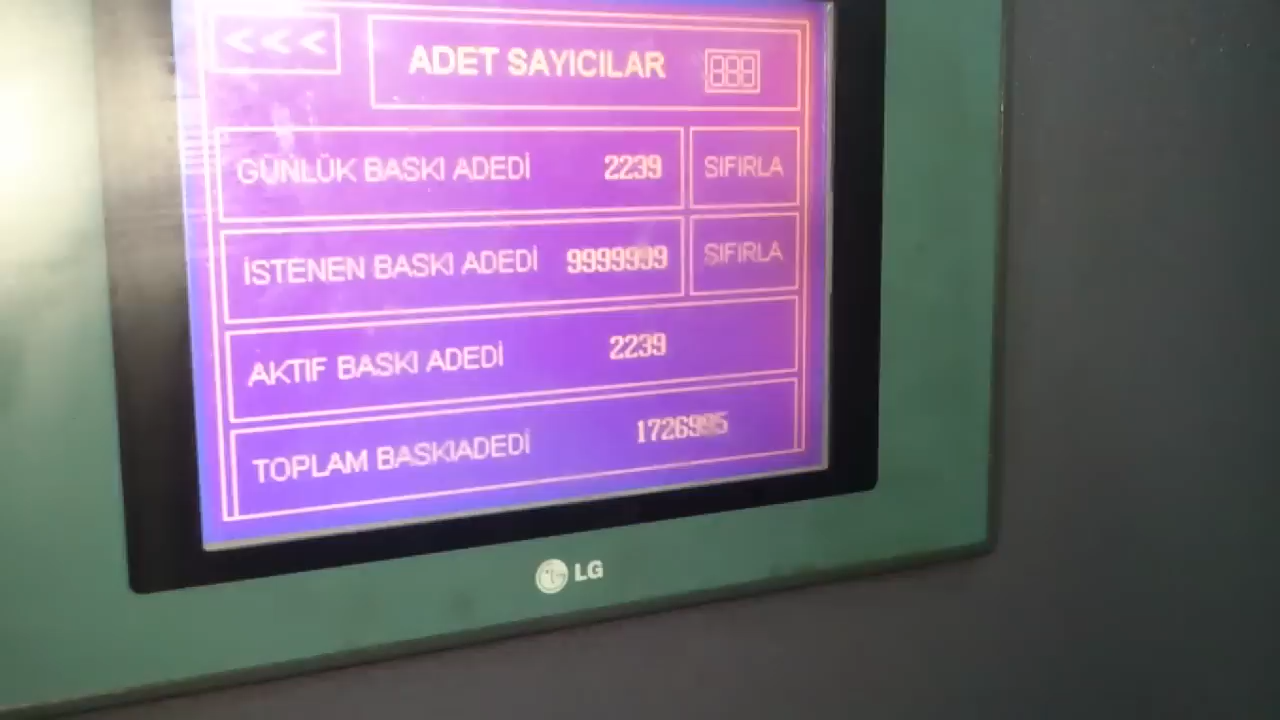 <<<
ADET SAYICILAR 888
GÜNLÜK BASKI ADEDİ 2239 SIFIRLA
İSTENEN BASKI ADEDİ 9999999 SIFIRLA
AKTIF BASKI ADEDİ 2239
TOPLAM BASKIADEDİ 1726995
LG